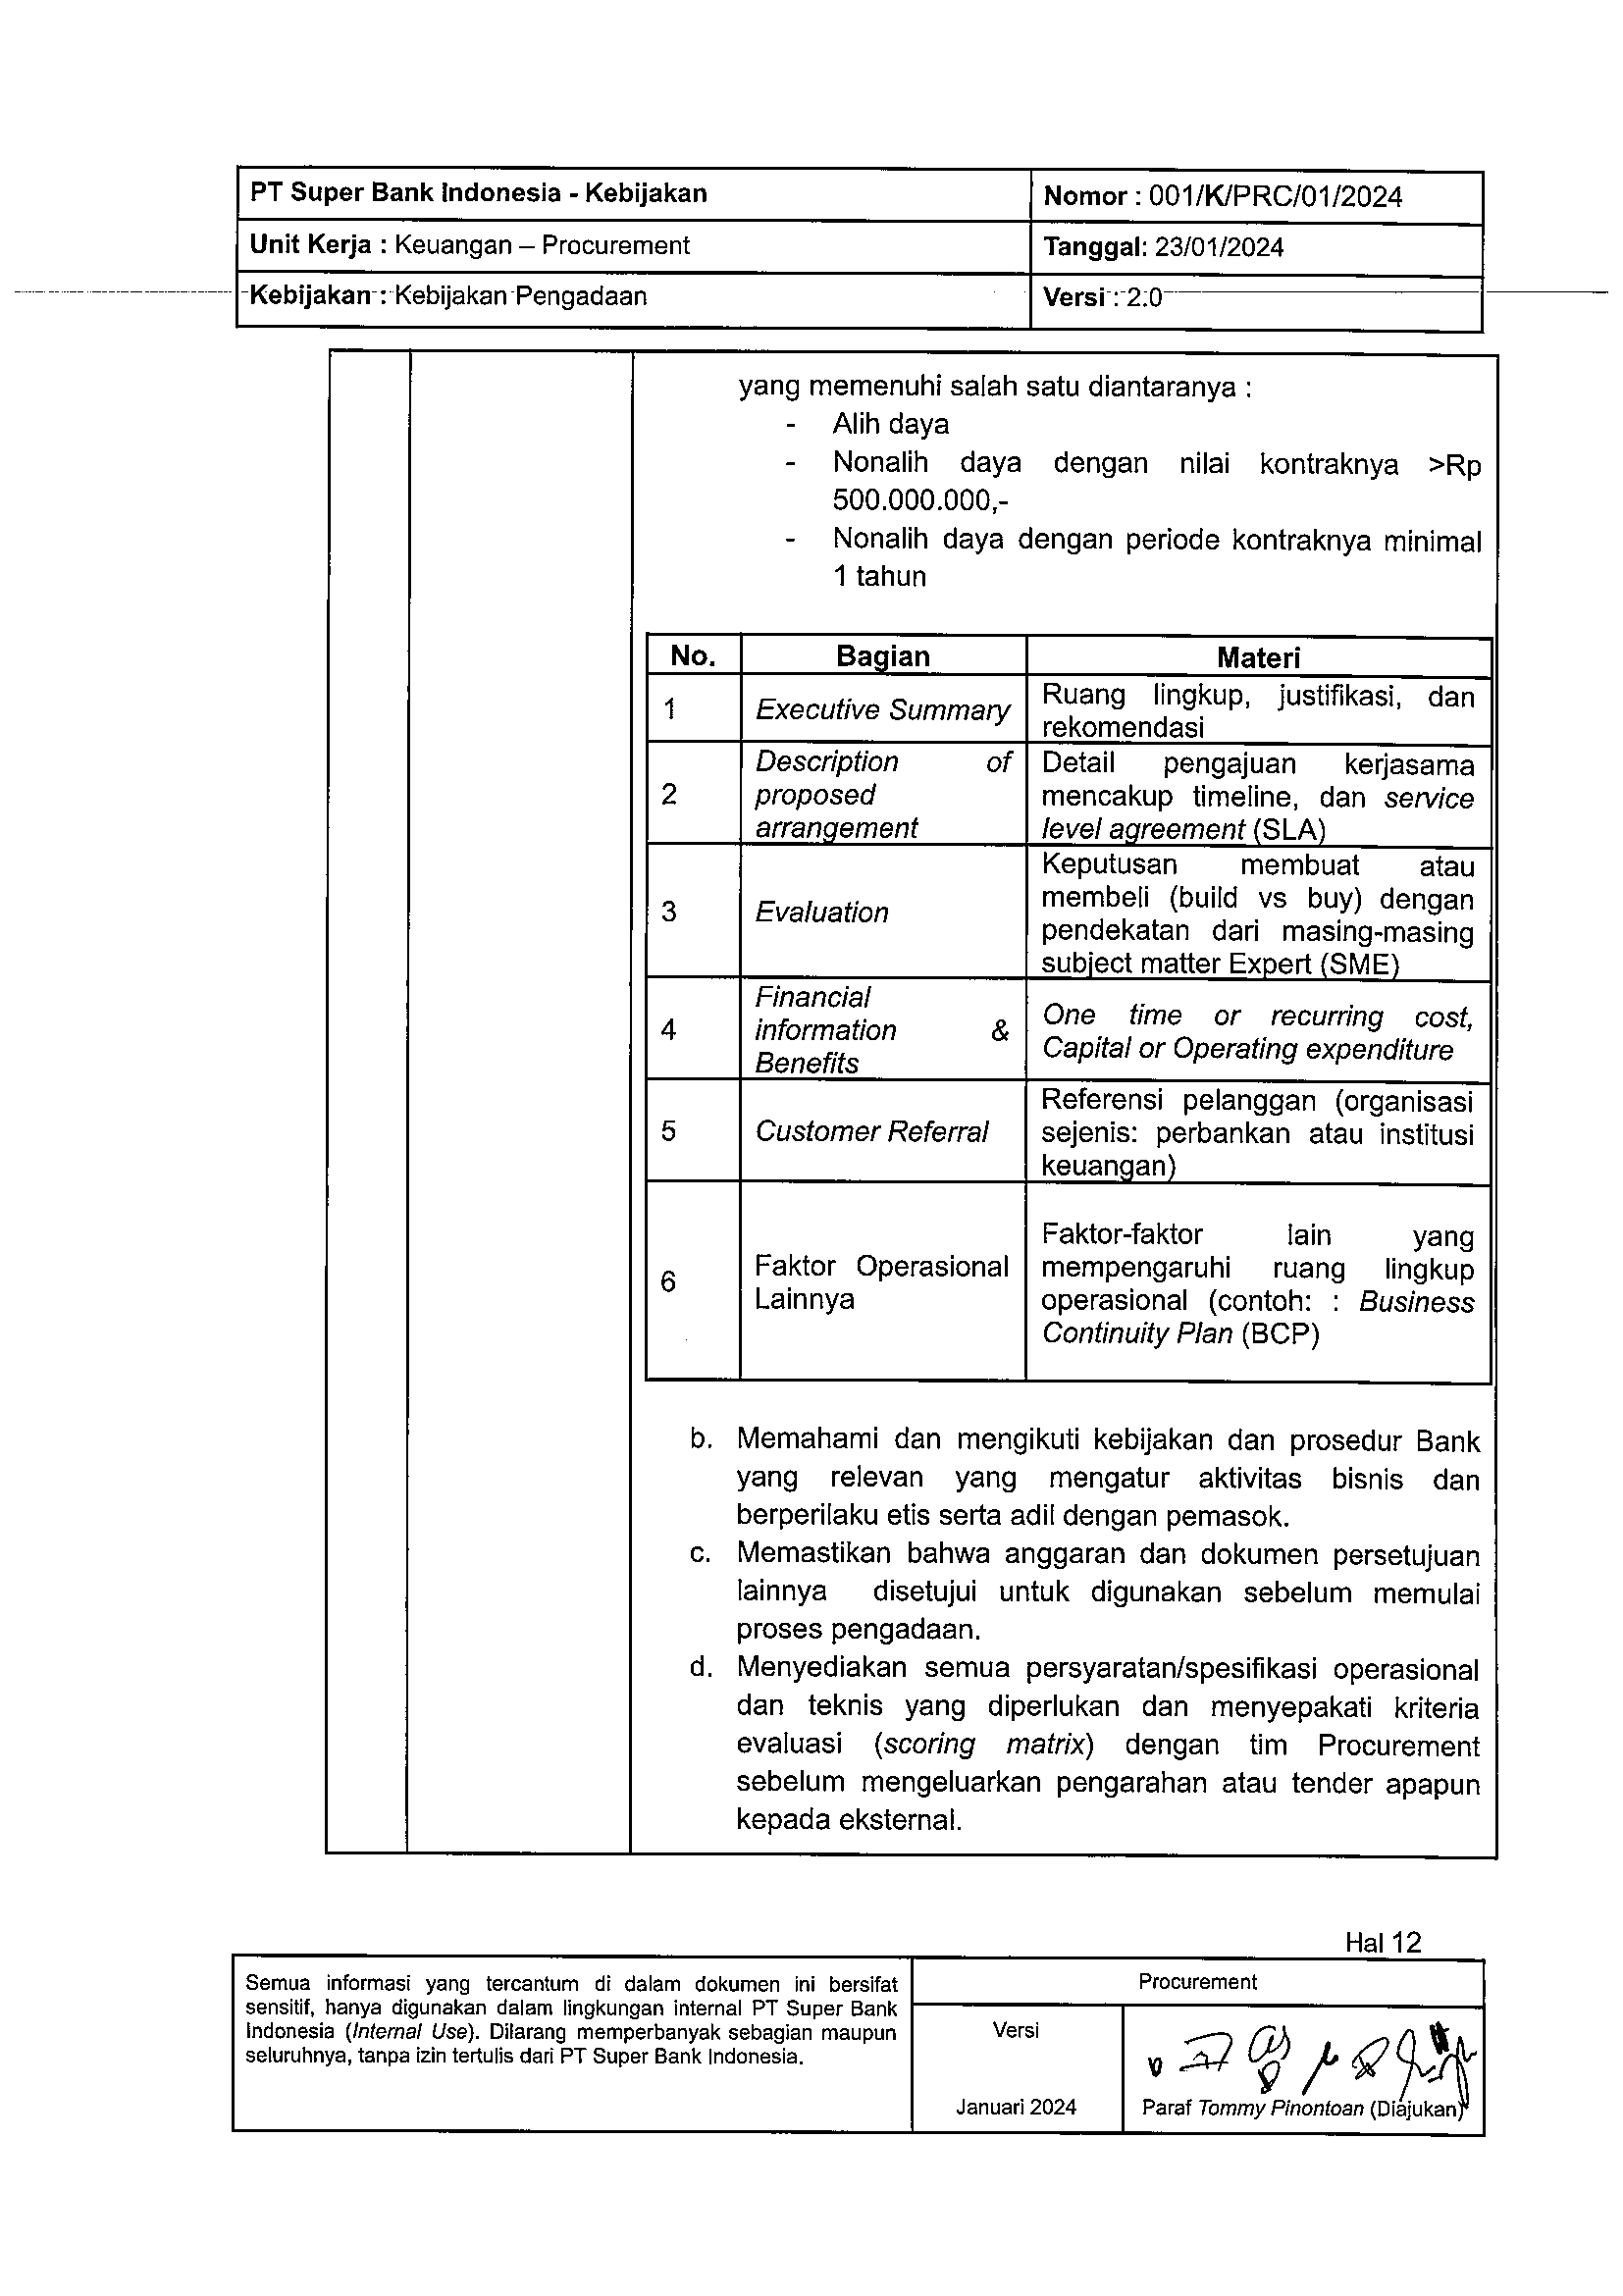 PT Super Bank Indonesia - Kebijakan
Nomor : 001/K/PRC/01/2024
Unit Kerja : Keuangan – Procurement
Tanggal: 23/01/2024
Kebijakan : Kebijakan Pengadaan
Versi : 2.0
yang memenuhi salah satu diantaranya :
- Alih daya
- Nonalih daya dengan nilai kontraknya >Rp
500.000.000,-
- Nonalih daya dengan periode kontraknya minimal
1 tahun
No. Bagian Materi
1 Executive Summary
Ruang lingkup, justifikasi, dan
rekomendasi
2
Description of
proposed
arrangement
Detail pengajuan kerjasama
mencakup timeline, dan service
level agreement (SLA)
3 Evaluation
Keputusan membuat atau
membeli (build vs buy) dengan
pendekatan dari masing-masing
subject matter Expert (SME)
4
Financial
information &
Benefits
One time or recurring cost,
Capital or Operating expenditure
5 Customer Referral
Referensi pelanggan (organisasi
sejenis: perbankan atau institusi
keuangan)
6
Faktor Operasional
Lainnya
Faktor-faktor lain yang
mempengaruhi ruang lingkup
operasional (contoh: : Business
Continuity Plan (BCP)
b. Memahami dan mengikuti kebijakan dan prosedur Bank
yang relevan yang mengatur aktivitas bisnis dan
berperilaku etis serta adil dengan pemasok.
c. Memastikan bahwa anggaran dan dokumen persetujuan
lainnya disetujui untuk digunakan sebelum memulai
proses pengadaan.
d. Menyediakan semua persyaratan/spesifikasi operasional
dan teknis yang diperlukan dan menyepakati kriteria
evaluasi (scoring matrix) dengan tim Procurement
sebelum mengeluarkan pengarahan atau tender apapun
kepada eksternal.
Hal 12
Semua informasi yang tercantum di dalam dokumen ini bersifat
sensitif, hanya digunakan dalam lingkungan internal PT Super Bank
Indonesia (Internal Use). Dilarang memperbanyak sebagian maupun
seluruhnya, tanpa izin tertulis dari PT Super Bank Indonesia.
Procurement
Versi
Januari 2024
Paraf Tommy Pinontoan (Diajukan)